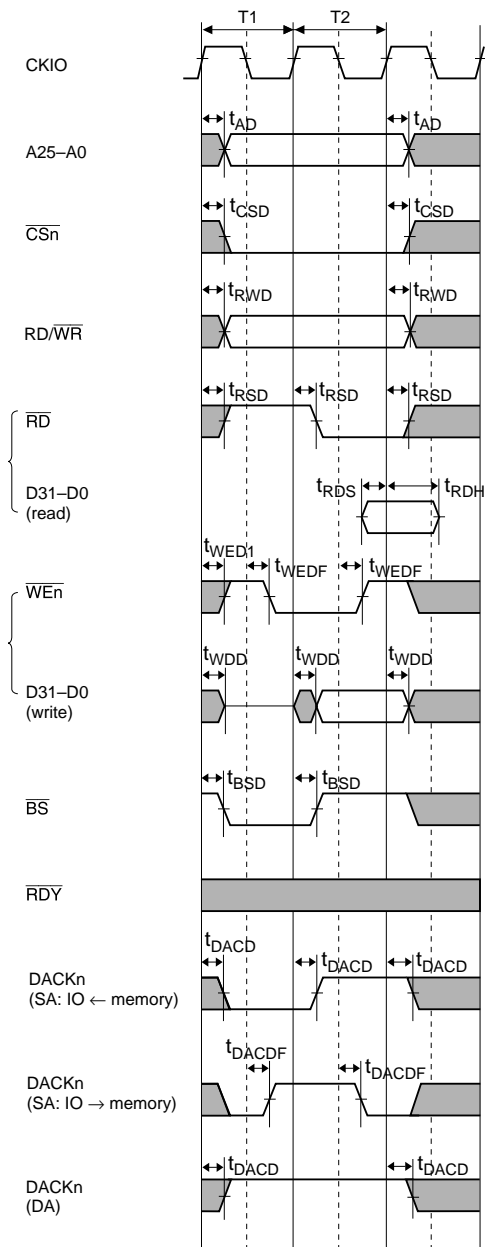 T1 T2
CKIO
tAD tAD
A25–A0
tCSD tCSD
CSn
tRWD tRWD
RD/WR
tRSD tRSD tRSD
RD
tRDS tRDH
D31–D0
(read)
tWED1 tWEDF tWEDF
WEn
tWDD tWDD tWDD
D31–D0
(write)
tBSD tBSD
BS
RDY
tDACD tDACD tDACD
DACKn
(SA: IO ← memory)
tDACDF tDACDF
DACKn
(SA: IO → memory)
tDACD tDACD
DACKn
(DA)